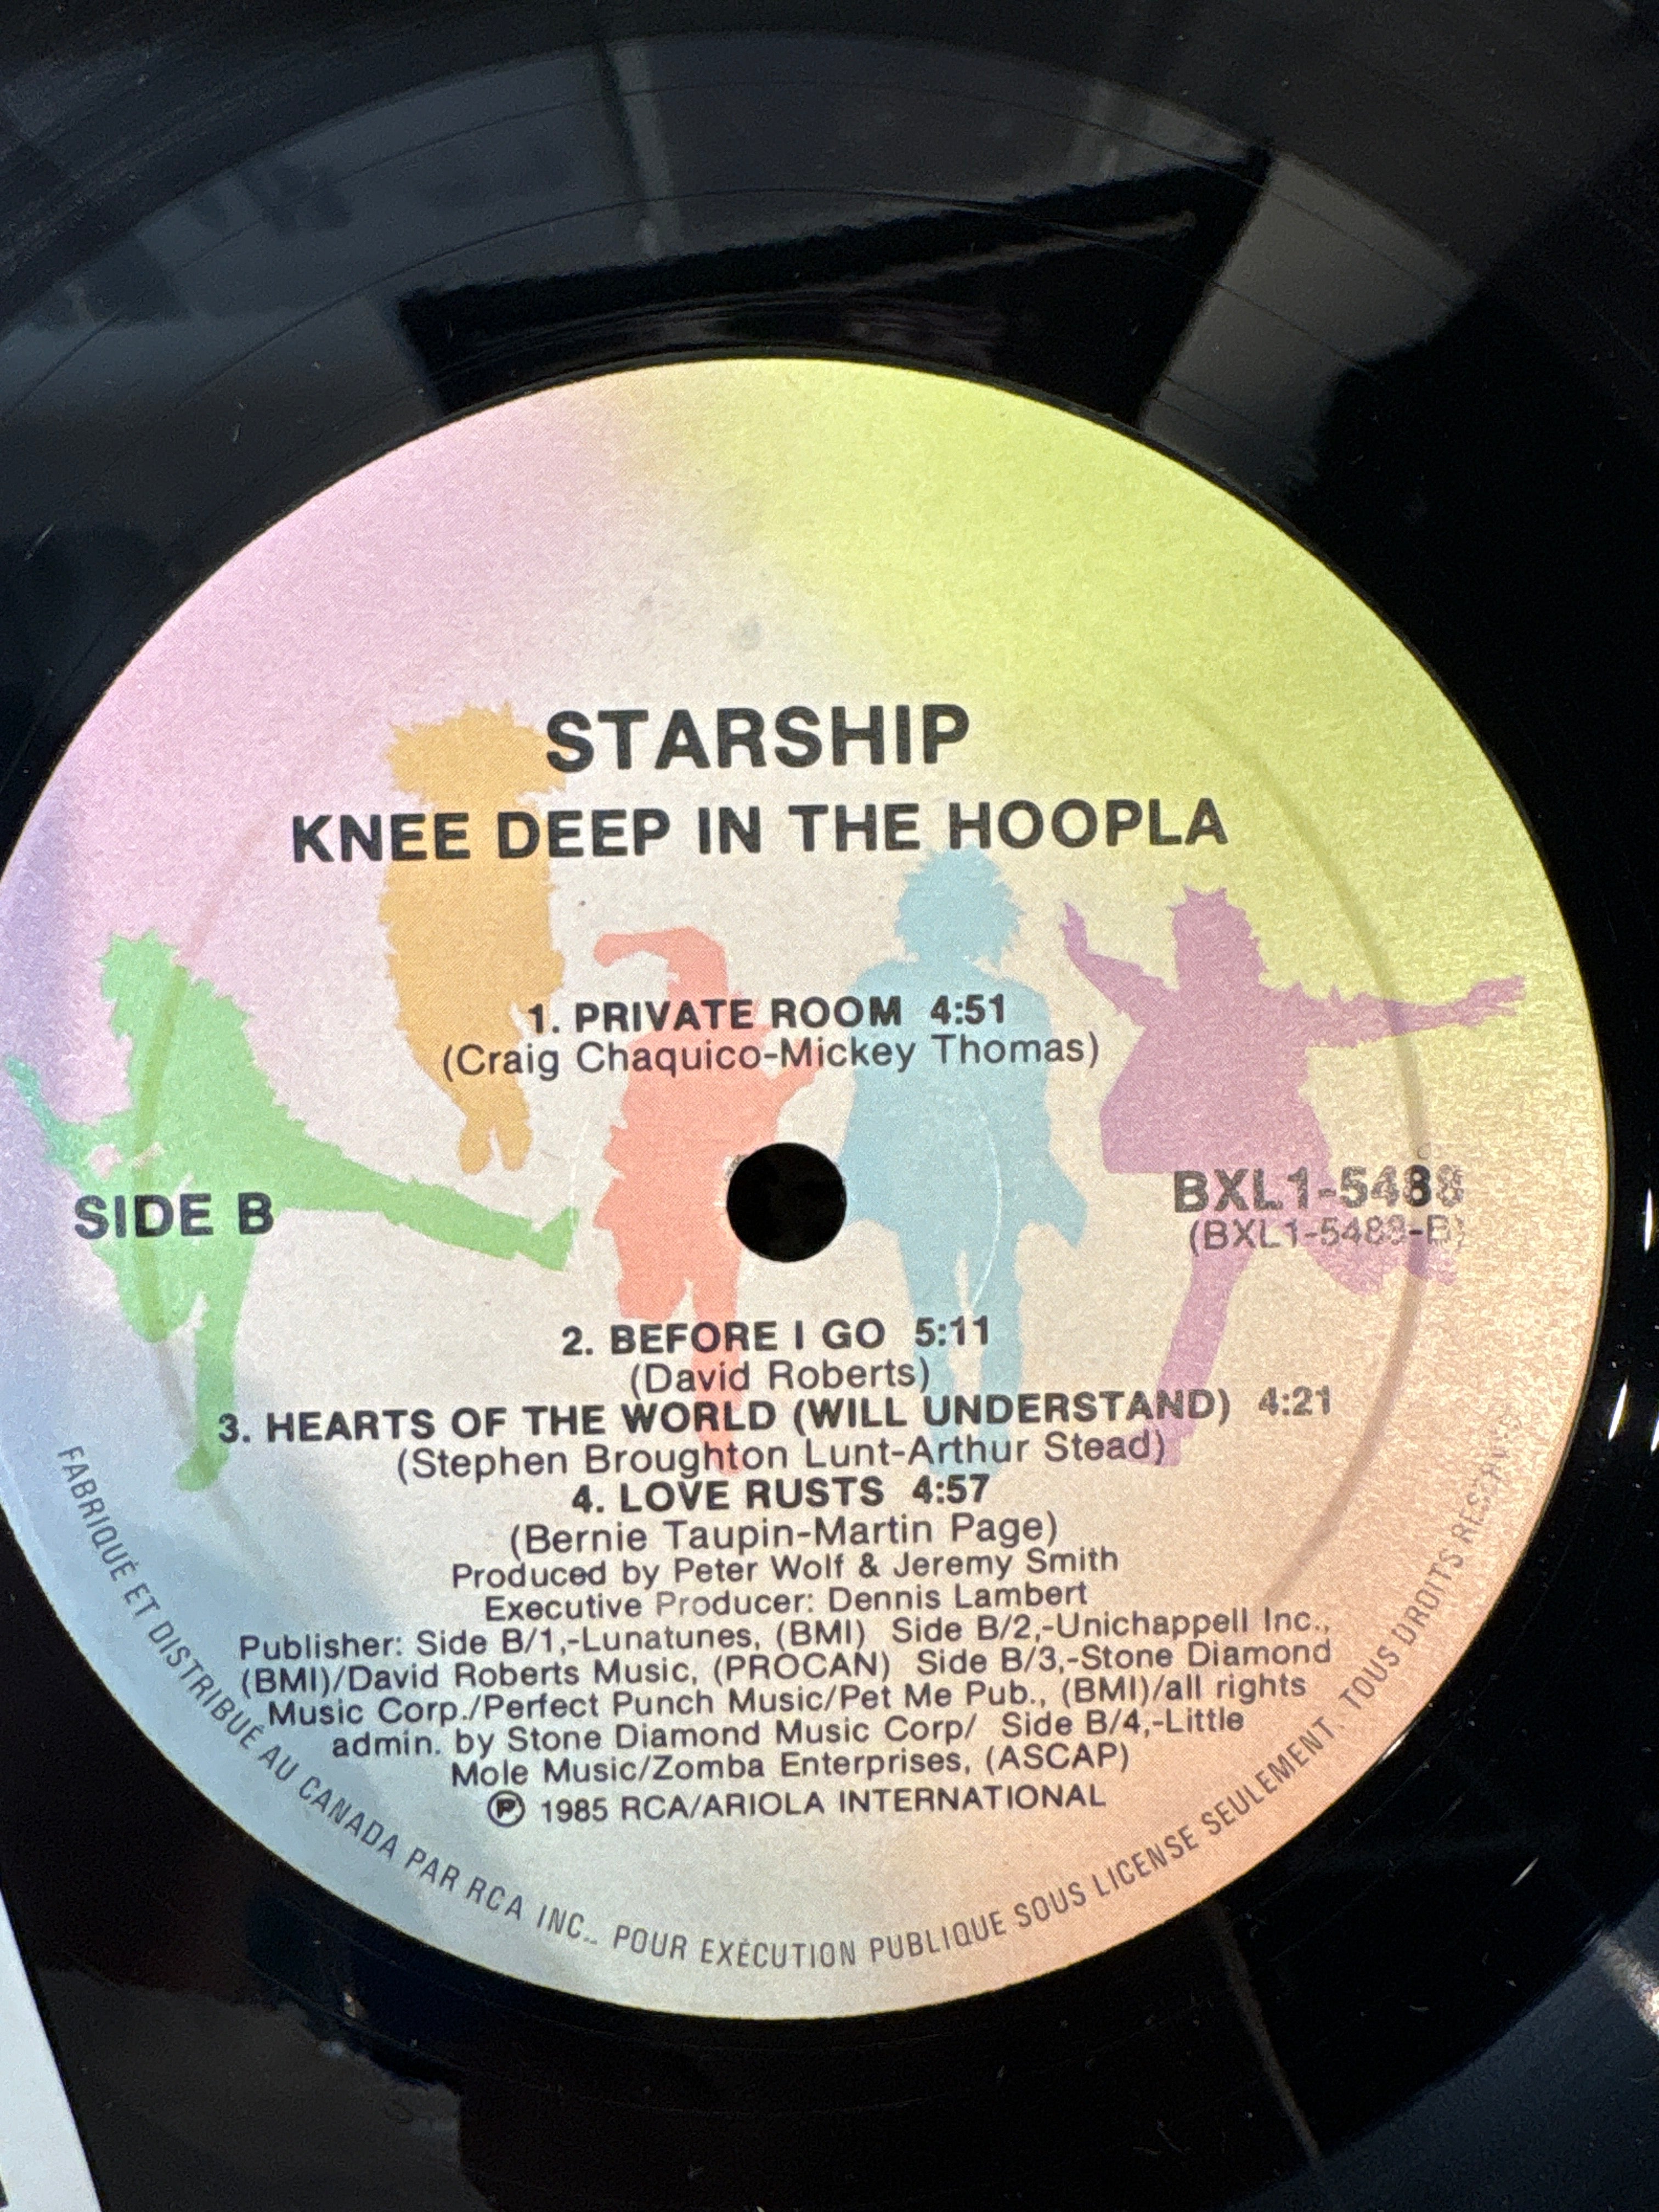 STARSHIP
KNEE DEEP IN THE HOOPLA
1. PRIVATE ROOM 4:51
(Craig Chaquico-Mickey Thomas)
SIDE B
BXL1-5488
(BXL1-5488-B)
2. BEFORE I GO 5:11
(David Roberts)
3. HEARTS OF THE WORLD (WILL UNDERSTAND) 4:21
(Stephen Broughton Lunt-Arthur Stead)
4. LOVE RUSTS 4:57
(Bernie Taupin-Martin Page)
Produced by Peter Wolf & Jeremy Smith
Executive Producer: Dennis Lambert
Publisher: Side B/1,-Lunatunes, (BMI) Side B/2,-Unichappell Inc.,
(BMI)/David Roberts Music, (PROCAN) Side B/3,-Stone Diamond
Music Corp./Perfect Punch Music/Pet Me Pub., (BMI)/all rights
admin. by Stone Diamond Music Corp/ Side B/4,-Little
Mole Music/Zomba Enterprises, (ASCAP)
Ⓟ 1985 RCA/ARIOLA INTERNATIONAL
FABRIQUÉ ET DISTRIBUÉ AU CANADA PAR RCA INC.. POUR EXÉCUTION PUBLIQUE SOUS LICENSE SEULEMENT. TOUS DROITS RESERVÉS